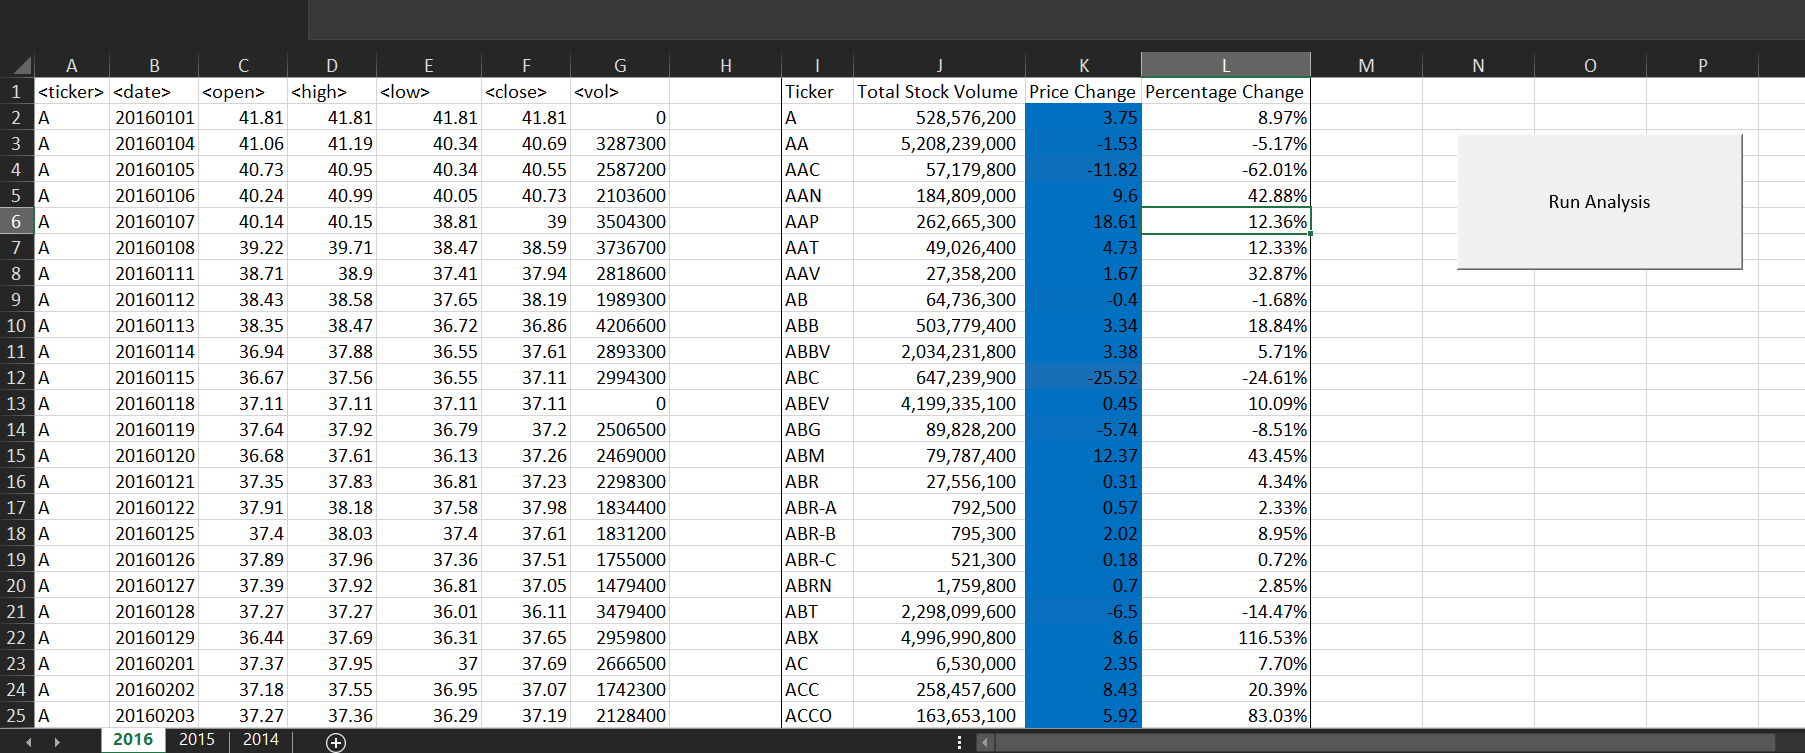 A B C D E F G H I J K L M N O P
1 <ticker> <date> <open> <high> <low> <close> <vol> Ticker Total Stock Volume Price Change Percentage Change
2 A 20160101 41.81 41.81 41.81 41.81 0 A 528,576,200 3.75 8.97%
3 A 20160104 41.06 41.19 40.34 40.69 3287300 AA 5,208,239,000 -1.53 -5.17%
4 A 20160105 40.73 40.95 40.34 40.55 2587200 AAC 57,179,800 -11.82 -62.01%
5 A 20160106 40.24 40.99 40.05 40.73 2103600 AAN 184,809,000 9.6 42.88%
Run Analysis
6 A 20160107 40.14 40.15 38.81 39 3504300 AAP 262,665,300 18.61 12.36%
7 A 20160108 39.22 39.71 38.47 38.59 3736700 AAT 49,026,400 4.73 12.33%
8 A 20160111 38.71 38.9 37.41 37.94 2818600 AAV 27,358,200 1.67 32.87%
9 A 20160112 38.43 38.58 37.65 38.19 1989300 AB 64,736,300 -0.4 -1.68%
10 A 20160113 38.35 38.47 36.72 36.86 4206600 ABB 503,779,400 3.34 18.84%
11 A 20160114 36.94 37.88 36.55 37.61 2893300 ABBV 2,034,231,800 3.38 5.71%
12 A 20160115 36.67 37.56 36.55 37.11 2994300 ABC 647,239,900 -25.52 -24.61%
13 A 20160118 37.11 37.11 37.11 37.11 0 ABEV 4,199,335,100 0.45 10.09%
14 A 20160119 37.64 37.92 36.79 37.2 2506500 ABG 89,828,200 -5.74 -8.51%
15 A 20160120 36.68 37.61 36.13 37.26 2469000 ABM 79,787,400 12.37 43.45%
16 A 20160121 37.35 37.83 36.81 37.23 2298300 ABR 27,556,100 0.31 4.34%
17 A 20160122 37.91 38.18 37.58 37.98 1834400 ABR-A 792,500 0.57 2.33%
18 A 20160125 37.4 38.03 37.4 37.61 1831200 ABR-B 795,300 2.02 8.95%
19 A 20160126 37.89 37.96 37.36 37.51 1755000 ABR-C 521,300 0.18 0.72%
20 A 20160127 37.39 37.92 36.81 37.05 1479400 ABRN 1,759,800 0.7 2.85%
21 A 20160128 37.27 37.27 36.01 36.11 3479400 ABT 2,298,099,600 -6.5 -14.47%
22 A 20160129 36.44 37.69 36.31 37.65 2959800 ABX 4,996,990,800 8.6 116.53%
23 A 20160201 37.37 37.95 37 37.69 2666500 AC 6,530,000 2.35 7.70%
24 A 20160202 37.18 37.55 36.95 37.07 1742300 ACC 258,457,600 8.43 20.39%
25 A 20160203 37.27 37.36 36.29 37.19 2128400 ACCO 163,653,100 5.92 83.03%
2016 2015 2014